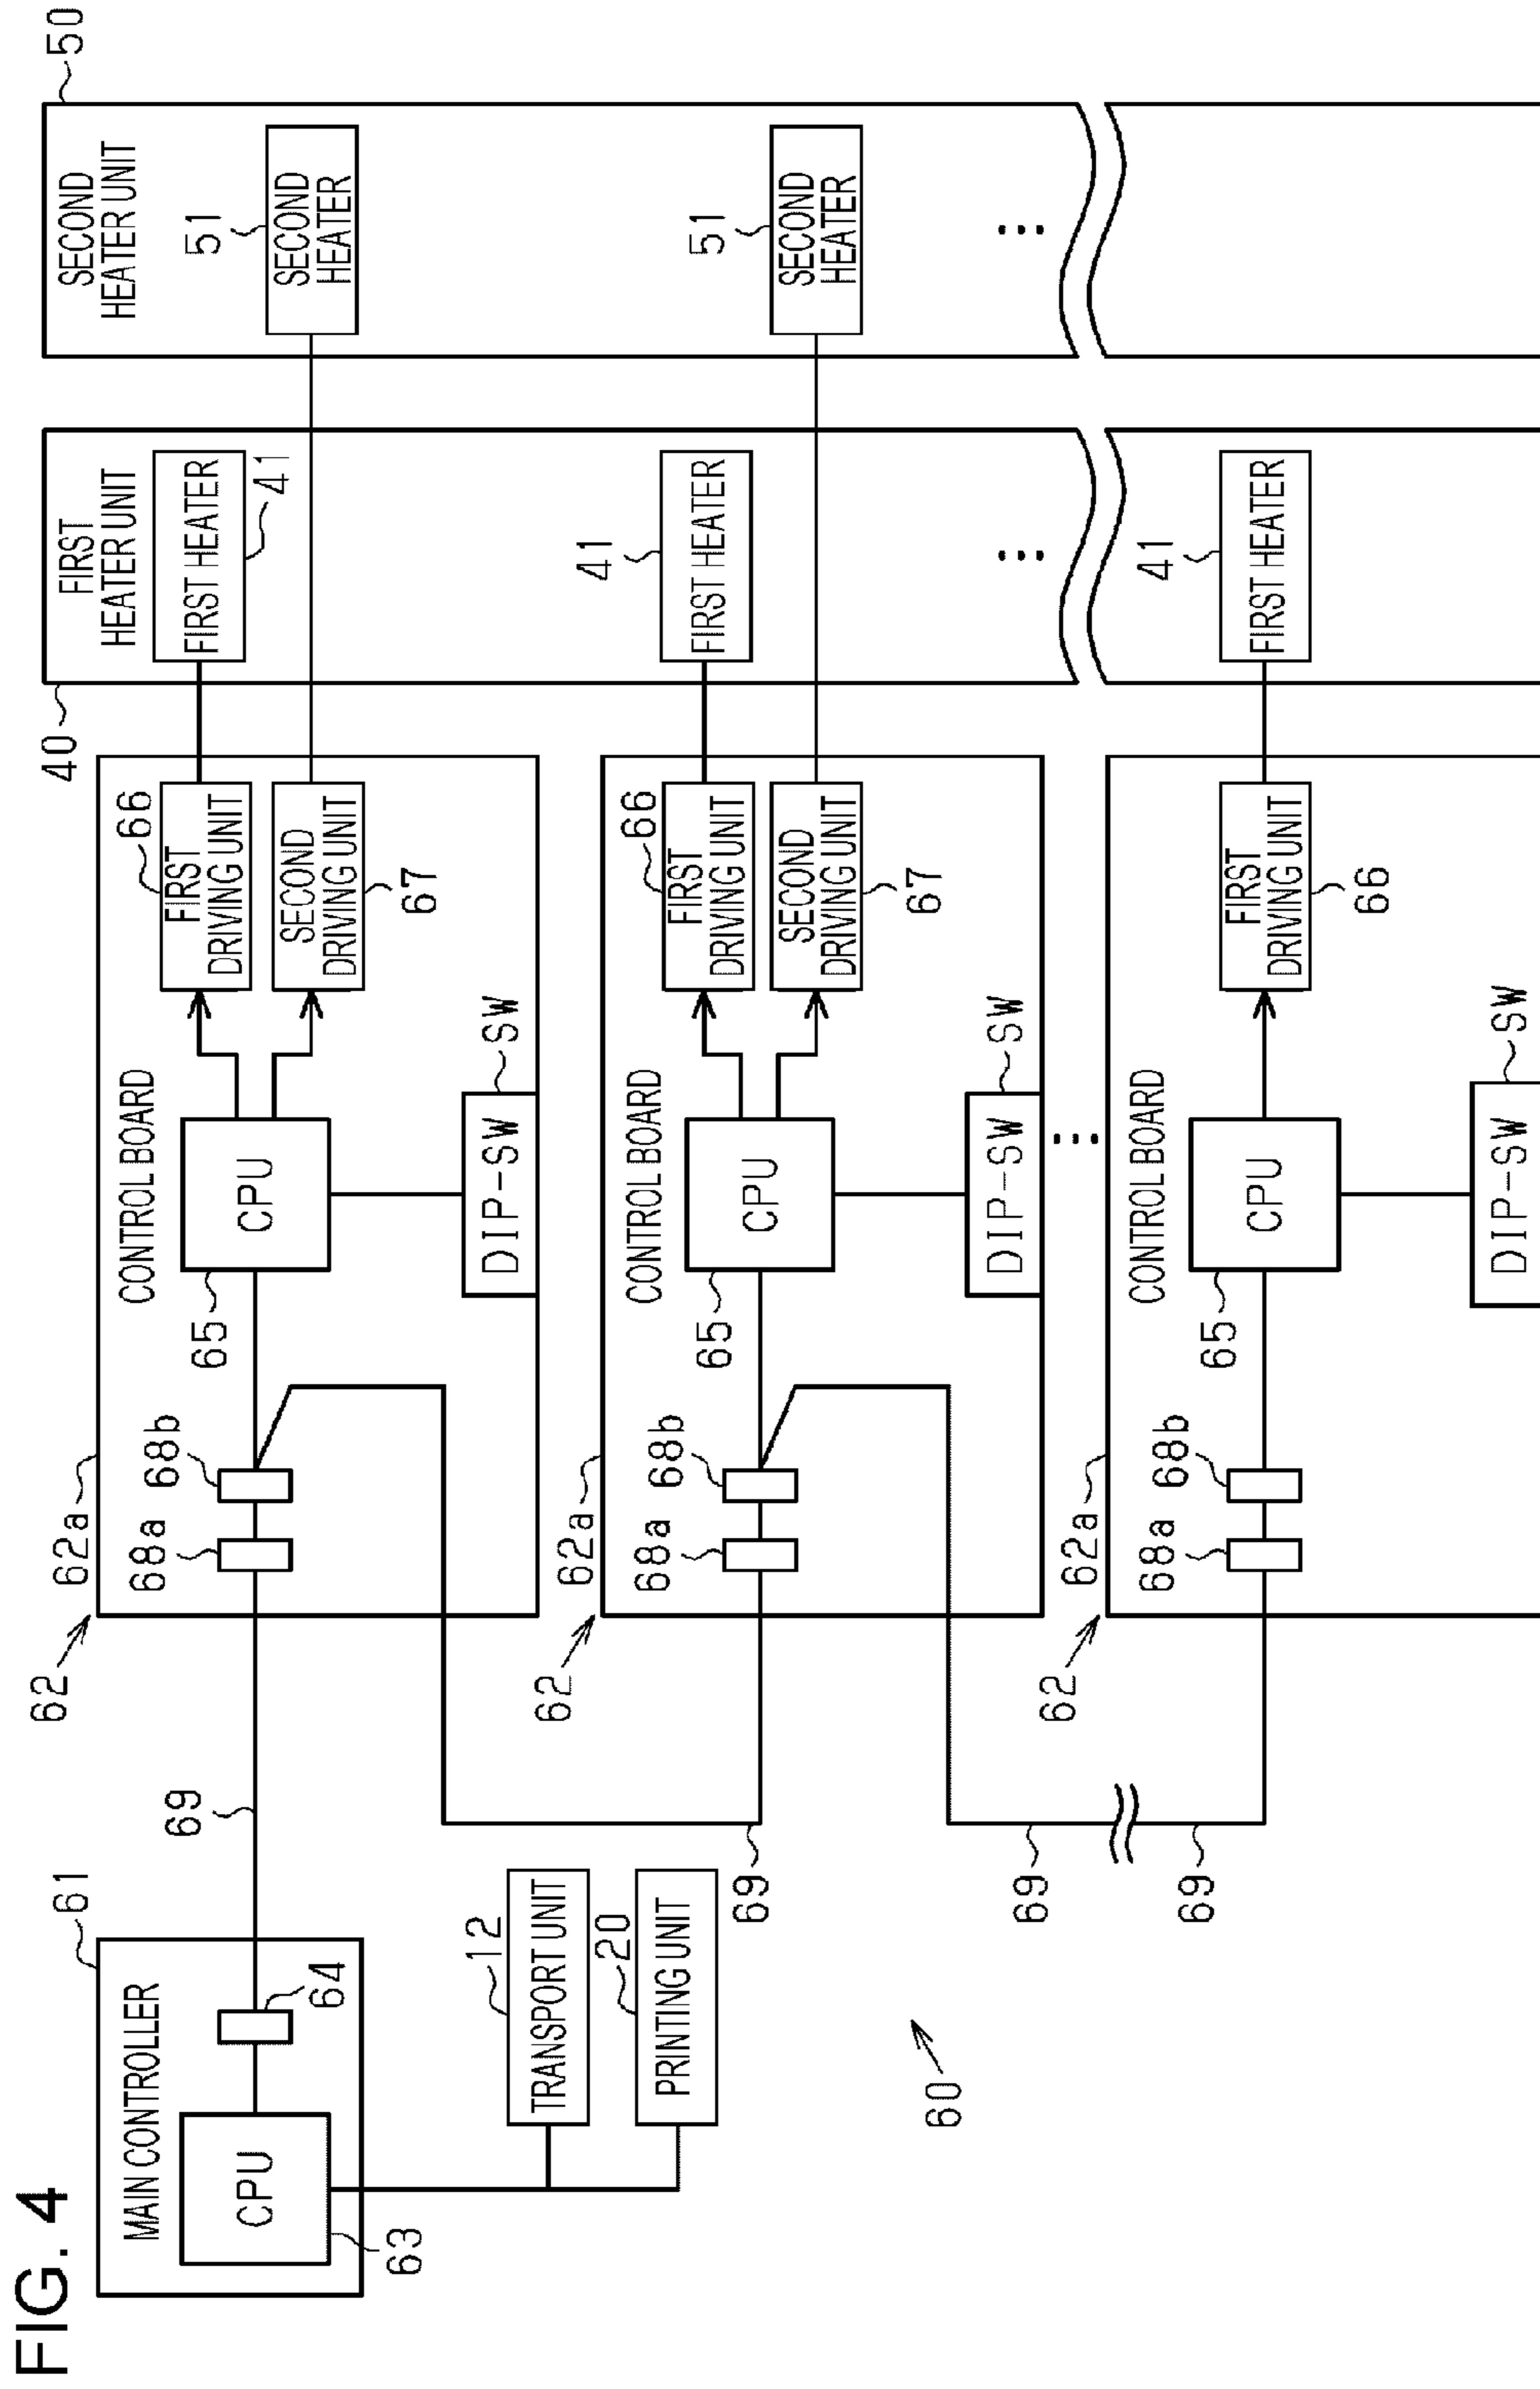 FIG. 4
60
MAIN CONTROLLER
61
CPU
63
64
69
TRANSPORT UNIT
12
PRINTING UNIT
20
62
62a
CONTROL BOARD
68a
68b
65
CPU
DIP-SW
SW
FIRST
DRIVING UNIT
66
SECOND
DRIVING UNIT
67
69
62
62a
CONTROL BOARD
68a
68b
65
CPU
DIP-SW
SW
FIRST
DRIVING UNIT
66
SECOND
DRIVING UNIT
67
69
69
62
62a
CONTROL BOARD
68a
68b
65
CPU
DIP-SW
SW
FIRST
DRIVING UNIT
66
40
FIRST
HEATER UNIT
FIRST HEATER
41
41
FIRST HEATER
41
FIRST HEATER
50
SECOND
HEATER UNIT
51
SECOND
HEATER
51
SECOND
HEATER